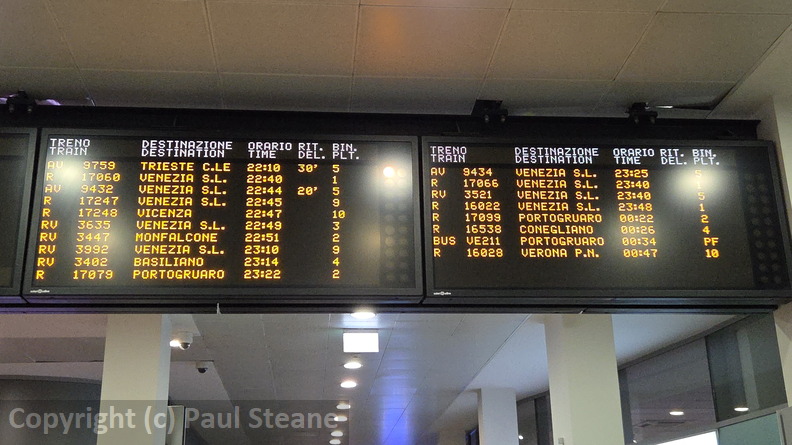 TRENO DESTINAZIONE ORARIO RIT. BIN.
TRAIN DESTINATION TIME DEL. PLT.
AV 9759 TRIESTE C.LE 22:10 30' 5
R 17060 VENEZIA S.L. 22:40 1
AV 9432 VENEZIA S.L. 22:44 20' 5
R 17247 VENEZIA S.L. 22:45 9
R 17248 VICENZA 22:47 10
RV 3635 VENEZIA S.L. 22:49 3
RV 3447 MONFALCONE 22:51 2
RV 3992 VENEZIA S.L. 23:10 9
RV 3402 BASILIANO 23:14 4
R 17079 PORTOGRUARO 23:22 2
TRENO DESTINAZIONE ORARIO RIT. BIN.
TRAIN DESTINATION TIME DEL. PLT.
AV 9434 VENEZIA S.L. 23:25 5
R 17066 VENEZIA S.L. 23:40 1
RV 3521 VENEZIA S.L. 23:40 5
R 16022 VENEZIA S.L. 23:48 1
R 17099 PORTOGRUARO 00:22 2
R 16538 CONEGLIANO 00:26 4
BUS VE211 PORTOGRUARO 00:34 PF
R 16028 VERONA P.N. 00:47 10
Copyright (c) Paul Steane